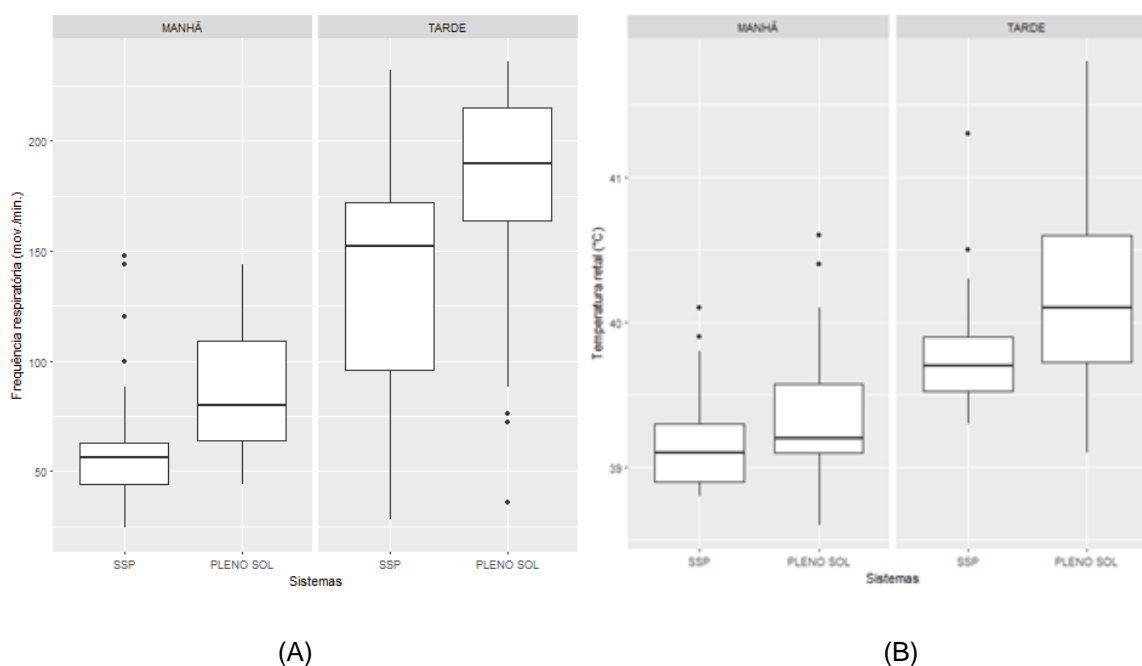 MANHÃ
TARDE
Frequência respiratória (mov./min.)
200
150
100
50
SSP
PLENO SOL
SSP
PLENO SOL
Sistemas
(A)
MANHÃ
TARDE
Temperatura retal (°C)
41
40
39
SSP
PLENO SOL
SSP
PLENO SOL
Sistemas
(B)